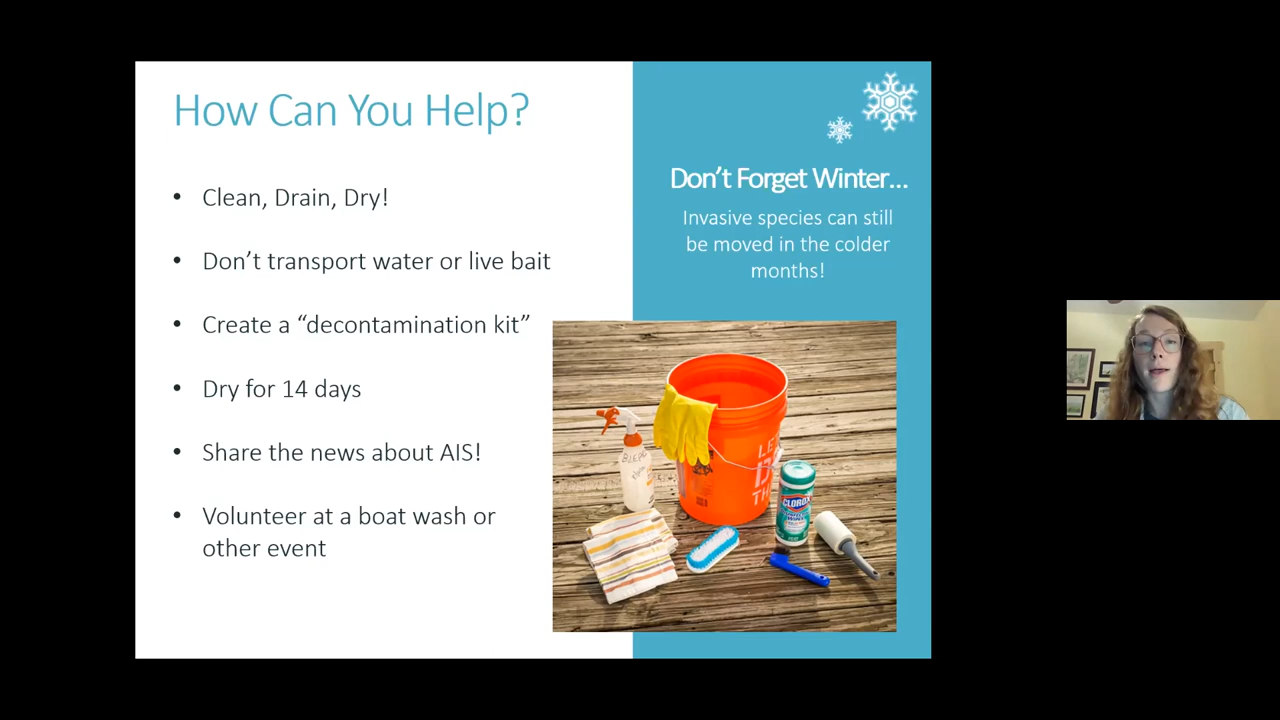 How Can You Help?
• Clean, Drain, Dry!
• Don’t transport water or live bait
• Create a “decontamination kit”
• Dry for 14 days
• Share the news about AIS!
• Volunteer at a boat wash or
other event
Don’t Forget Winter…
Invasive species can still
be moved in the colder
months!
CLOROX